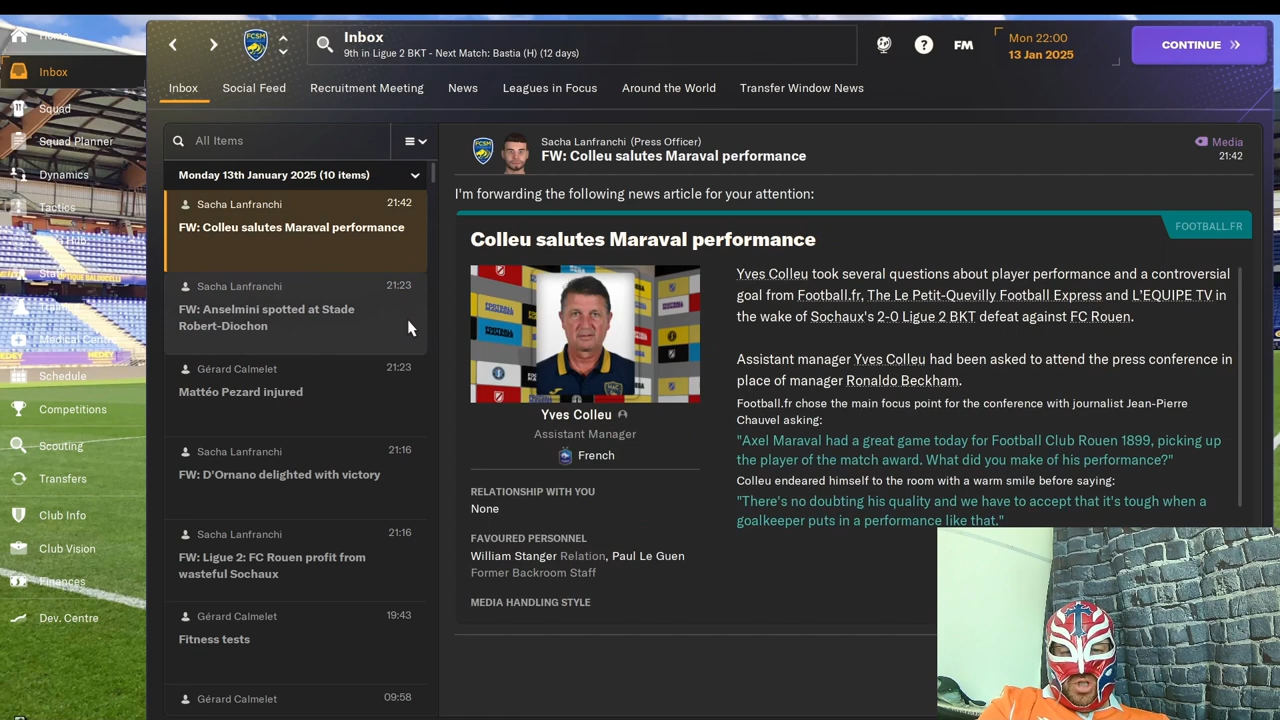 Home
Inbox
Squad
Squad Planner
Dynamics
Tactics
Staff
Medical Centre
Schedule
Competitions
Scouting
Transfers
Club Info
Club Vision
Finances
Dev. Centre
FCSM
Inbox
9th in Ligue 2 BKT - Next Match: Bastia (H) (12 days)
?
FM
Mon 22:00
13 Jan 2025
CONTINUE
Inbox
Social Feed
Recruitment Meeting
News
Leagues in Focus
Around the World
Transfer Window News
All Items
Monday 13th January 2025 (10 items)
Sacha Lanfranchi
21:42
FW: Colleu salutes Maraval performance
Sacha Lanfranchi
21:23
FW: Anselmini spotted at Stade
Robert-Diochon
Gérard Calmelet
21:23
Mattéo Pezard injured
Sacha Lanfranchi
21:16
FW: D'Ornano delighted with victory
Sacha Lanfranchi
21:16
FW: Ligue 2: FC Rouen profit from
wasteful Sochaux
Gérard Calmelet
19:43
Fitness tests
Gérard Calmelet
09:58
FCSM
Sacha Lanfranchi (Press Officer)
FW: Colleu salutes Maraval performance
Media
21:42
I'm forwarding the following news article for your attention:
FOOTBALL.FR
Colleu salutes Maraval performance
Yves Colleu
Assistant Manager
French
RELATIONSHIP WITH YOU
None
FAVOURED PERSONNEL
William Stanger Relation, Paul Le Guen
Former Backroom Staff
MEDIA HANDLING STYLE
Yves Colleu took several questions about player performance and a controversial
goal from Football.fr, The Le Petit-Quevilly Football Express and L'EQUIPE TV in
the wake of Sochaux's 2-0 Ligue 2 BKT defeat against FC Rouen.
Assistant manager Yves Colleu had been asked to attend the press conference in
place of manager Ronaldo Beckham.
Football.fr chose the main focus point for the conference with journalist Jean-Pierre
Chauvel asking:
"Axel Maraval had a great game today for Football Club Rouen 1899, picking up
the player of the match award. What did you make of his performance?"
Colleu endeared himself to the room with a warm smile before saying:
"There's no doubting his quality and we have to accept that it's tough when a
goalkeeper puts in a performance like that."